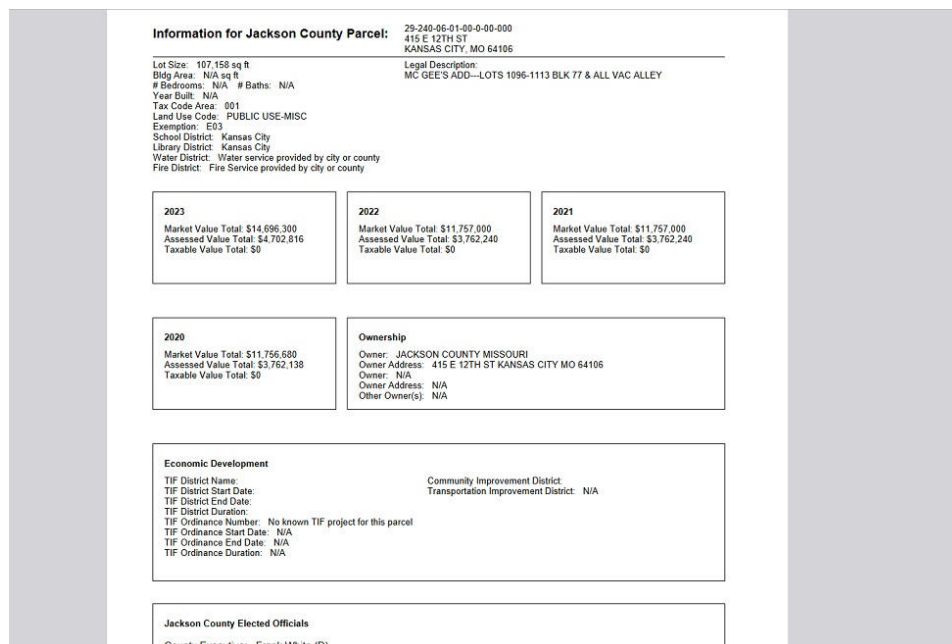 Information for Jackson County Parcel:
29-240-06-01-00-0-00-000
415 E 12TH ST
KANSAS CITY, MO 64106
Lot Size: 107,158 sq ft
Bldg Area: N/A sq ft
# Bedrooms: N/A # Baths: N/A
Year Built: N/A
Tax Code Area: 001
Land Use Code: PUBLIC USE-MISC
Exemption: E03
School District: Kansas City
Library District: Kansas City
Water District: Water service provided by city or county
Fire District: Fire Service provided by city or county
Legal Description:
MC GEE'S ADD---LOTS 1096-1113 BLK 77 & ALL VAC ALLEY
2023
Market Value Total: $14,696,300
Assessed Value Total: $4,702,816
Taxable Value Total: $0
2022
Market Value Total: $11,757,000
Assessed Value Total: $3,762,240
Taxable Value Total: $0
2021
Market Value Total: $11,757,000
Assessed Value Total: $3,762,240
Taxable Value Total: $0
2020
Market Value Total: $11,756,680
Assessed Value Total: $3,762,138
Taxable Value Total: $0
Ownership
Owner: JACKSON COUNTY MISSOURI
Owner Address: 415 E 12TH ST KANSAS CITY MO 64106
Owner: N/A
Owner Address: N/A
Other Owner(s): N/A
Economic Development
TIF District Name:
TIF District Start Date:
TIF District End Date:
TIF District Duration:
TIF Ordinance Number: No known TIF project for this parcel
TIF Ordinance Start Date: N/A
TIF Ordinance End Date: N/A
TIF Ordinance Duration: N/A
Community Improvement District:
Transportation Improvement District: N/A
Jackson County Elected Officials
County Executive: Frank White (D)